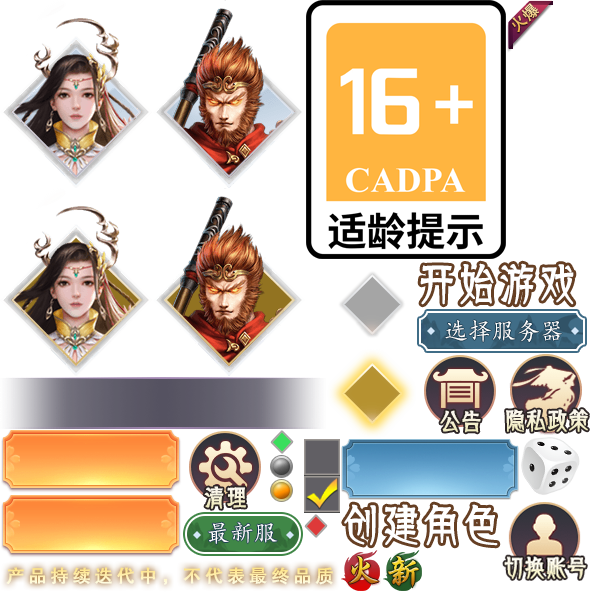 火爆
16+
CADPA
适龄提示
开始游戏
选择服务器
公告
隐私政策
清理
最新服
创建角色
切换账号
产品持续迭代中，不代表最终品质
火
新